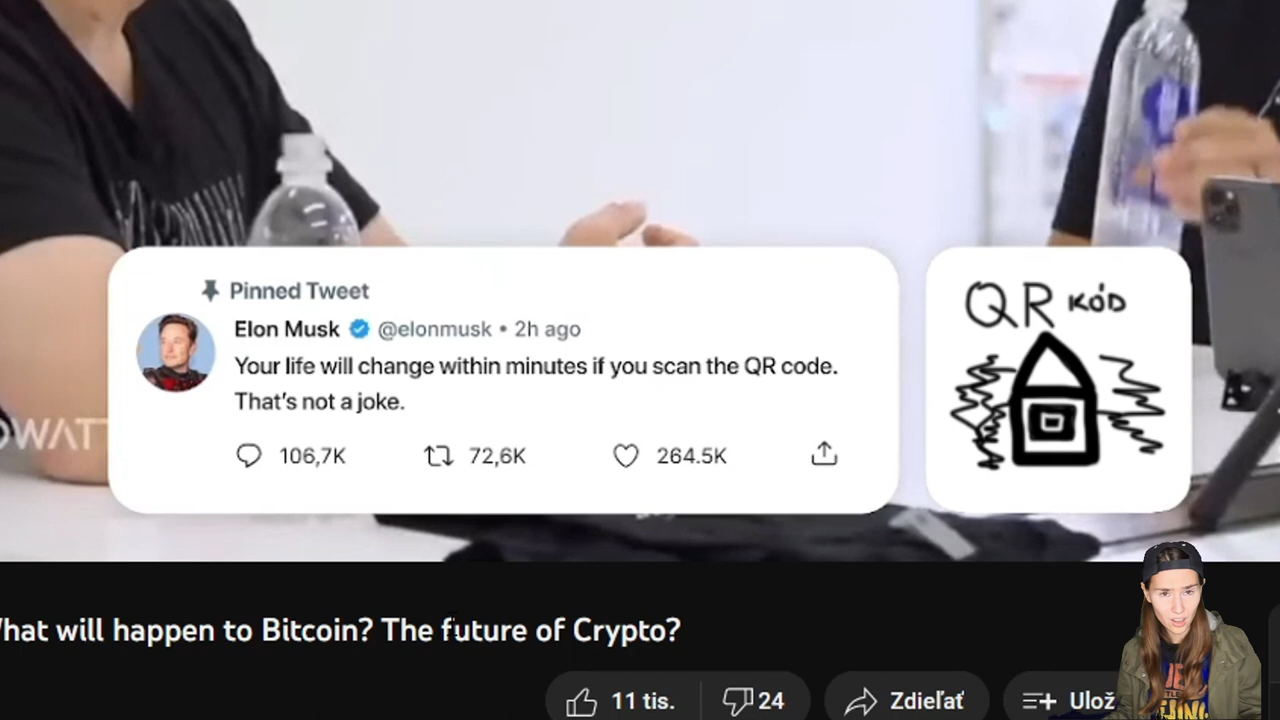 Pinned Tweet
Elon Musk @elonmusk • 2h ago
Your life will change within minutes if you scan the QR code.
That's not a joke.
106,7K 72,6K 264.5K
QR KÓD
What will happen to Bitcoin? The future of Crypto?
11 tis. 24 Zdieľať